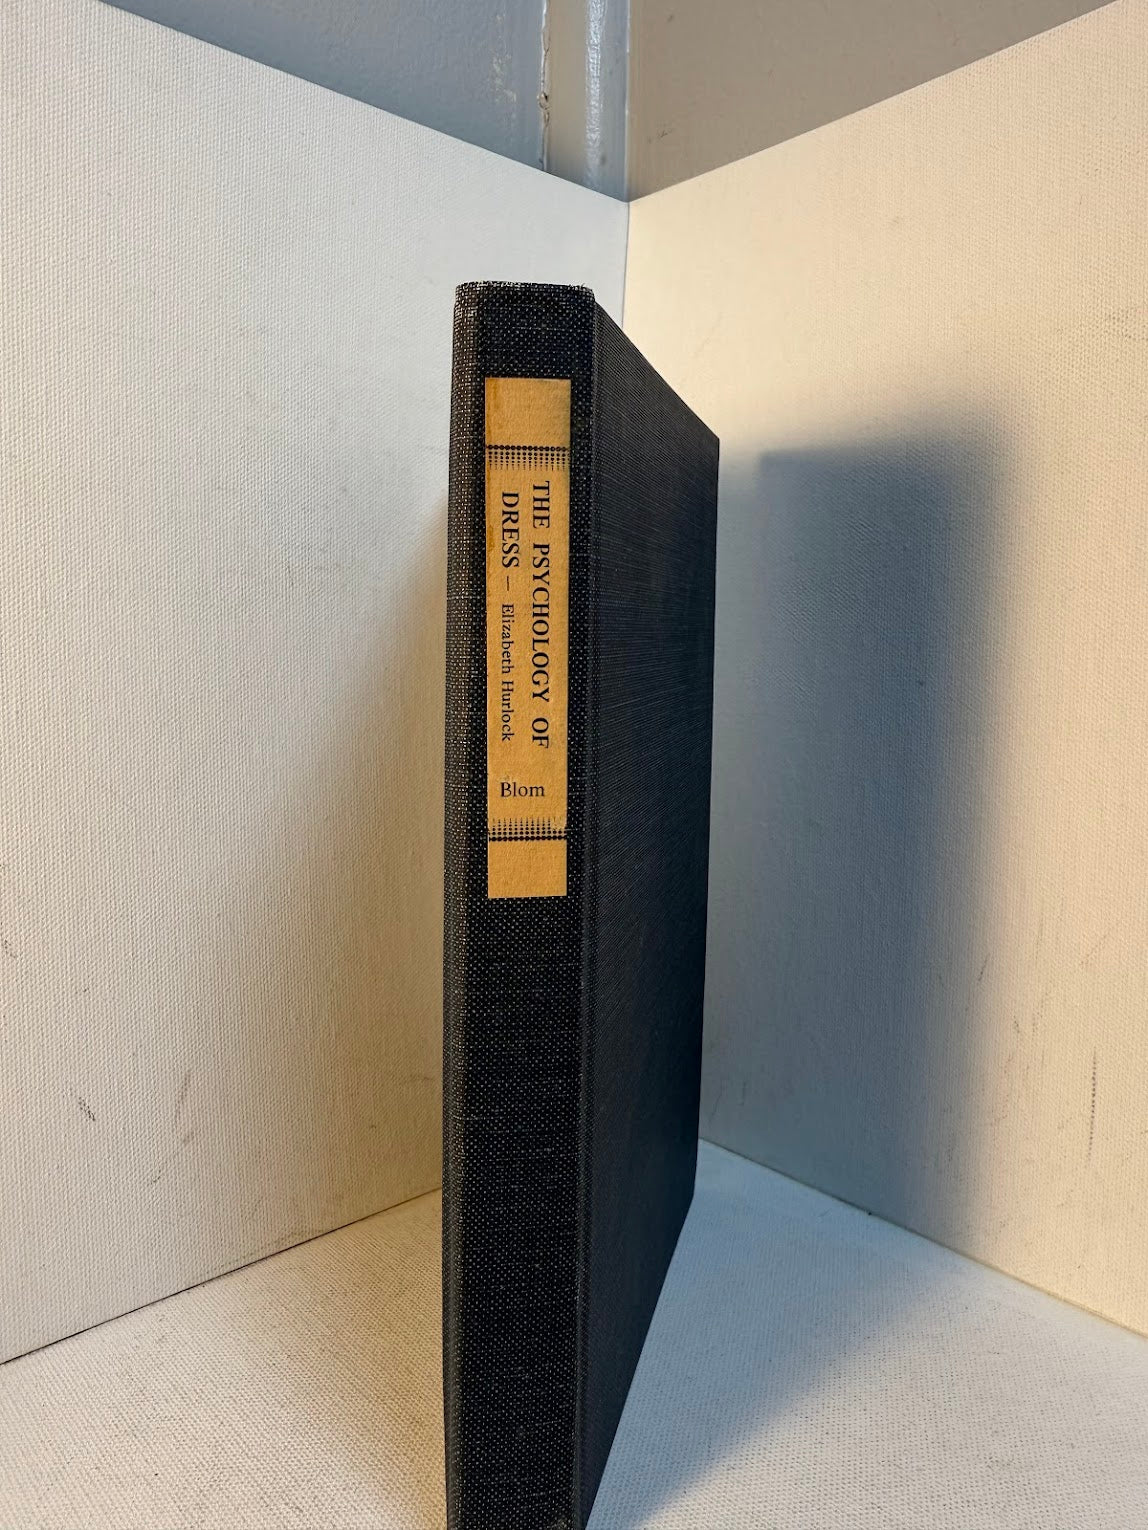 THE PSYCHOLOGY OF
DRESS – Elizabeth Hurlock
Blom